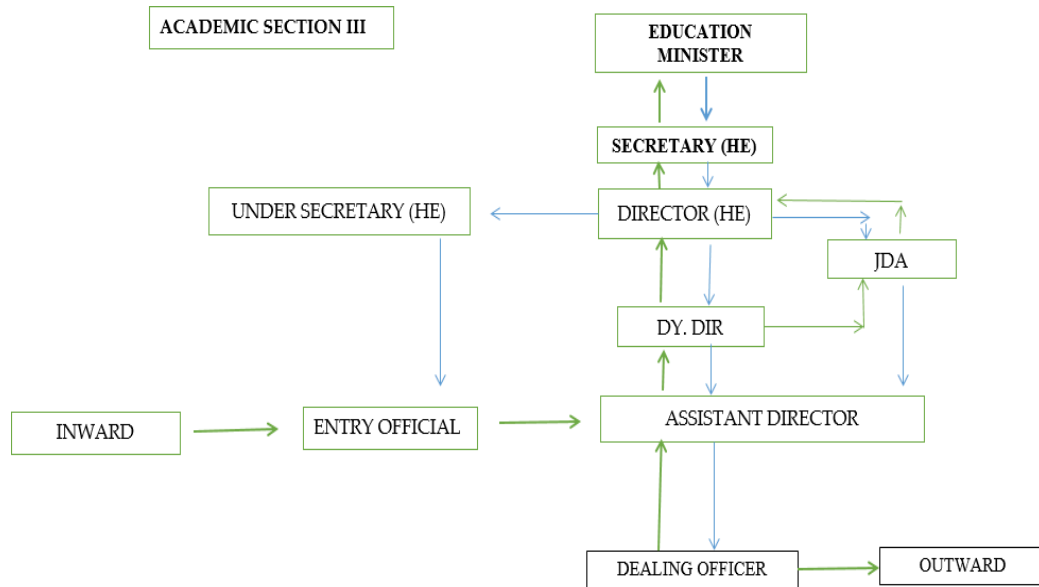 ACADEMIC SECTION III
EDUCATION
MINISTER
SECRETARY (HE)
UNDER SECRETARY (HE)
DIRECTOR (HE)
JDA
DY. DIR
INWARD
ENTRY OFFICIAL
ASSISTANT DIRECTOR
DEALING OFFICER
OUTWARD